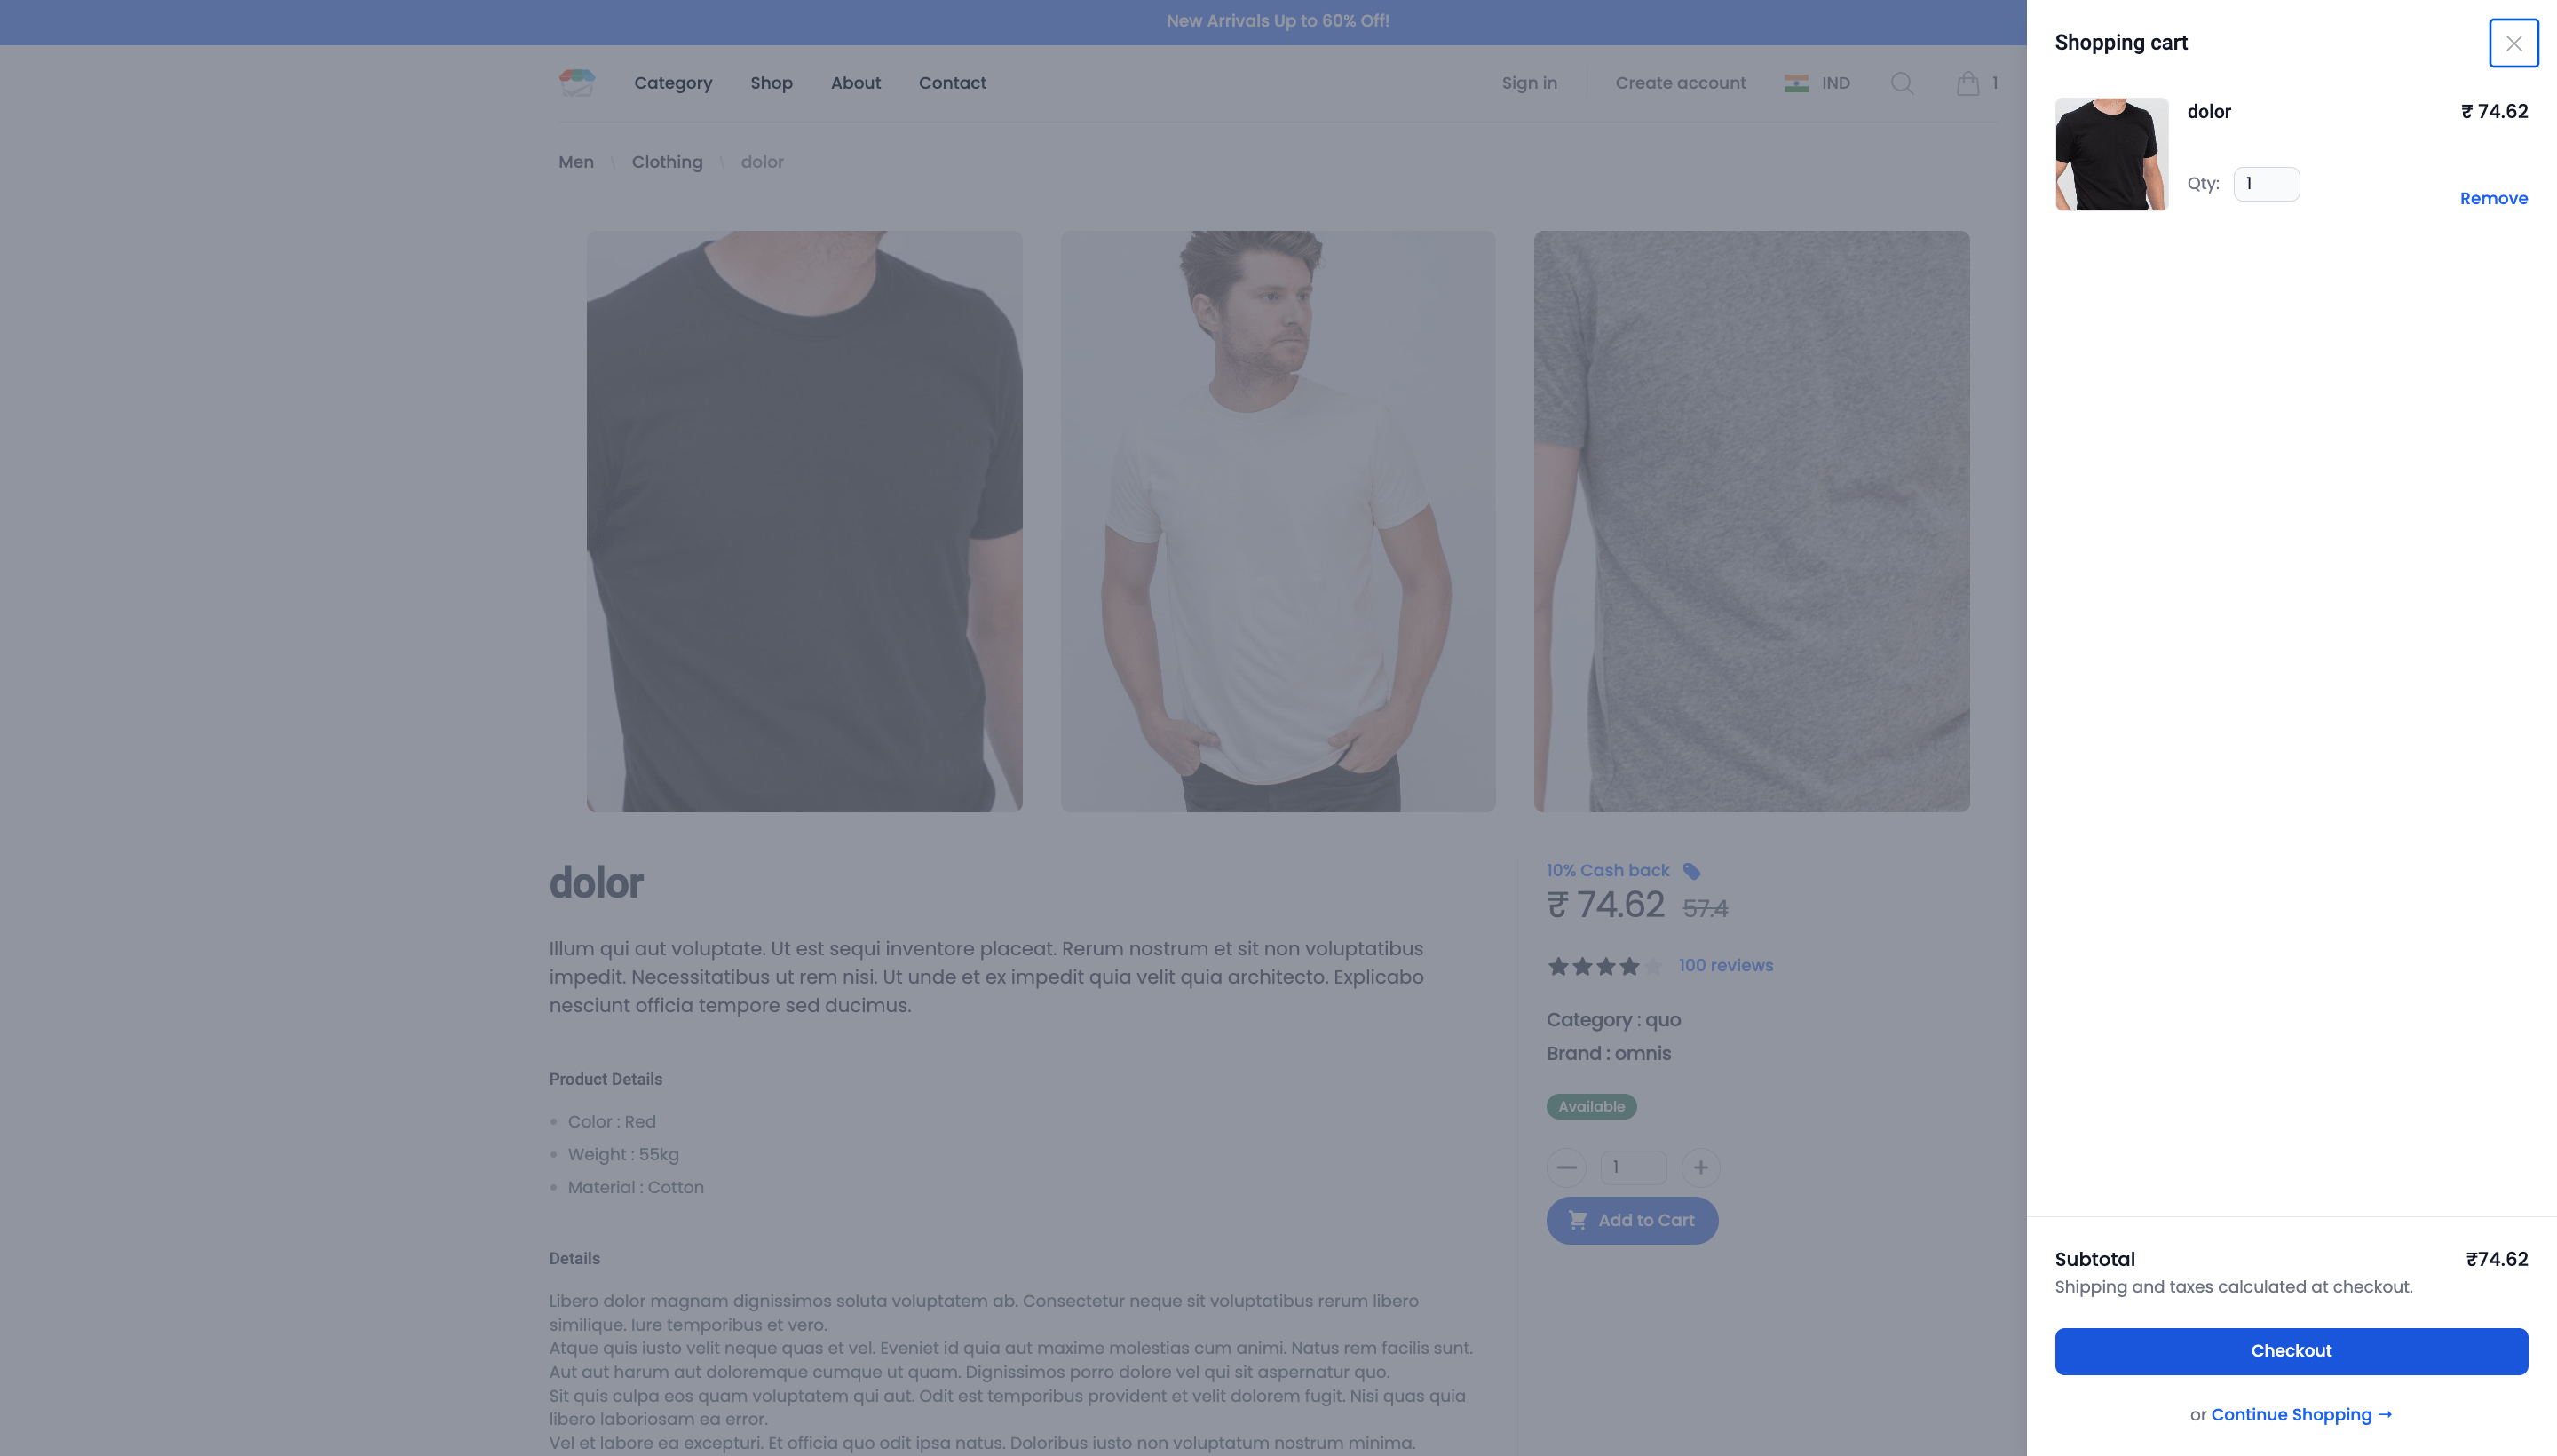 New Arrivals Up to 60% Off!
Category Shop About Contact Sign in Create account IND 1
Men \ Clothing \ dolor
dolor
Illum qui aut voluptate. Ut est sequi inventore placeat. Rerum nostrum et sit non voluptatibus
impedit. Necessitatibus ut rem nisi. Ut unde et ex impedit quia velit quia architecto. Explicabo
nesciunt officia tempore sed ducimus.
Product Details
Color : Red
Weight : 55kg
Material : Cotton
Details
Libero dolor magnam dignissimos soluta voluptatem ab. Consectetur neque sit voluptatibus rerum libero
similique. Iure temporibus et vero.
Atque quis iusto velit neque quas et vel. Eveniet id quia aut maxime molestias cum animi. Natus rem facilis sunt.
Aut aut harum aut doloremque cumque ut quam. Dignissimos porro dolore vel qui sit aspernatur quo.
Sit quis culpa eos quam voluptatem qui aut. Odit est temporibus provident et velit dolorem fugit. Nisi quas quia
libero laboriosam ea error.
Vel et labore ea excepturi. Et officia quo odit ipsa natus. Doloribus iusto non voluptatum nostrum minima.
10% Cash back
₹ 74.62 57.4
100 reviews
Category : quo
Brand : omnis
Available
1
Add to Cart
Shopping cart
dolor ₹ 74.62
Qty: 1
Remove
Subtotal ₹74.62
Shipping and taxes calculated at checkout.
Checkout
or Continue Shopping →